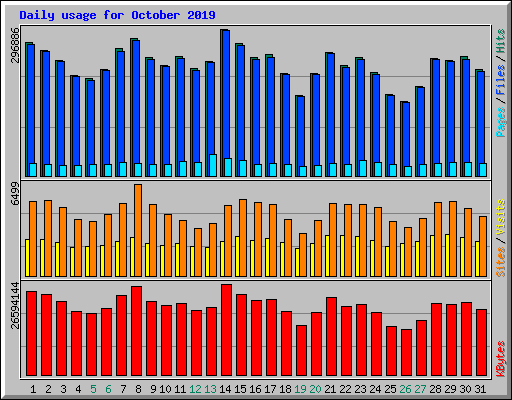 Daily usage for October 2019
296886
6499
26594144
Pages / Files / Hits
Sites / Visits
KBytes
1 2 3 4 5 6 7 8 9 10 11 12 13 14 15 16 17 18 19 20 21 22 23 24 25 26 27 28 29 30 31